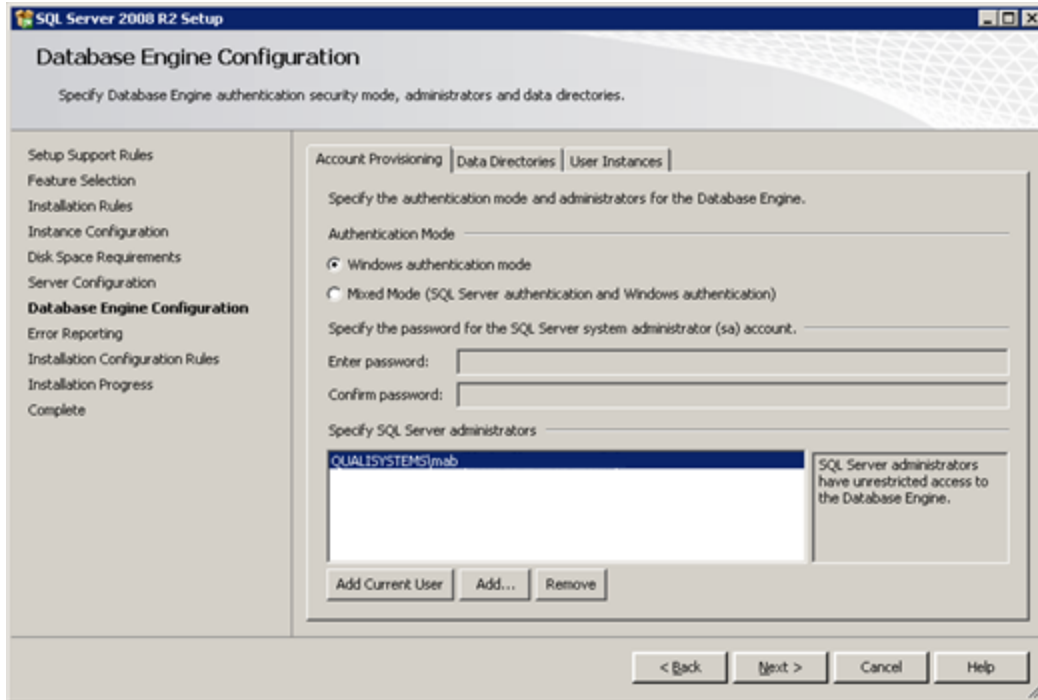 SQL Server 2008 R2 Setup
Database Engine Configuration
Specify Database Engine authentication security mode, administrators and data directories.
Setup Support Rules
Feature Selection
Installation Rules
Instance Configuration
Disk Space Requirements
Server Configuration
Database Engine Configuration
Error Reporting
Installation Configuration Rules
Installation Progress
Complete
Account Provisioning Data Directories User Instances
Specify the authentication mode and administrators for the Database Engine.
Authentication Mode
Windows authentication mode
Mixed Mode (SQL Server authentication and Windows authentication)
Specify the password for the SQL Server system administrator (sa) account.
Enter password:
Confirm password:
Specify SQL Server administrators
QUALISYSTEMS\mab
SQL Server administrators
have unrestricted access to
the Database Engine.
Add Current User Add... Remove
< Back Next > Cancel Help